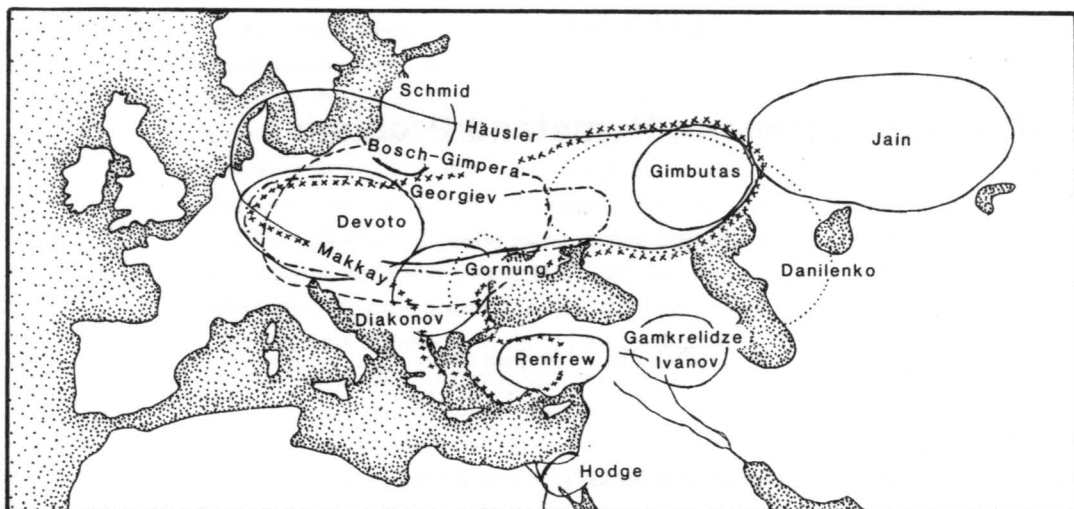 Schmid
Häusler
Jain
Bosch-Gimpera
Gimbutas
Georgiev
Devoto
Makkay
Gornung
Danilenko
Diakonov
Gamkrelidze
Renfrew
Ivanov
Hodge